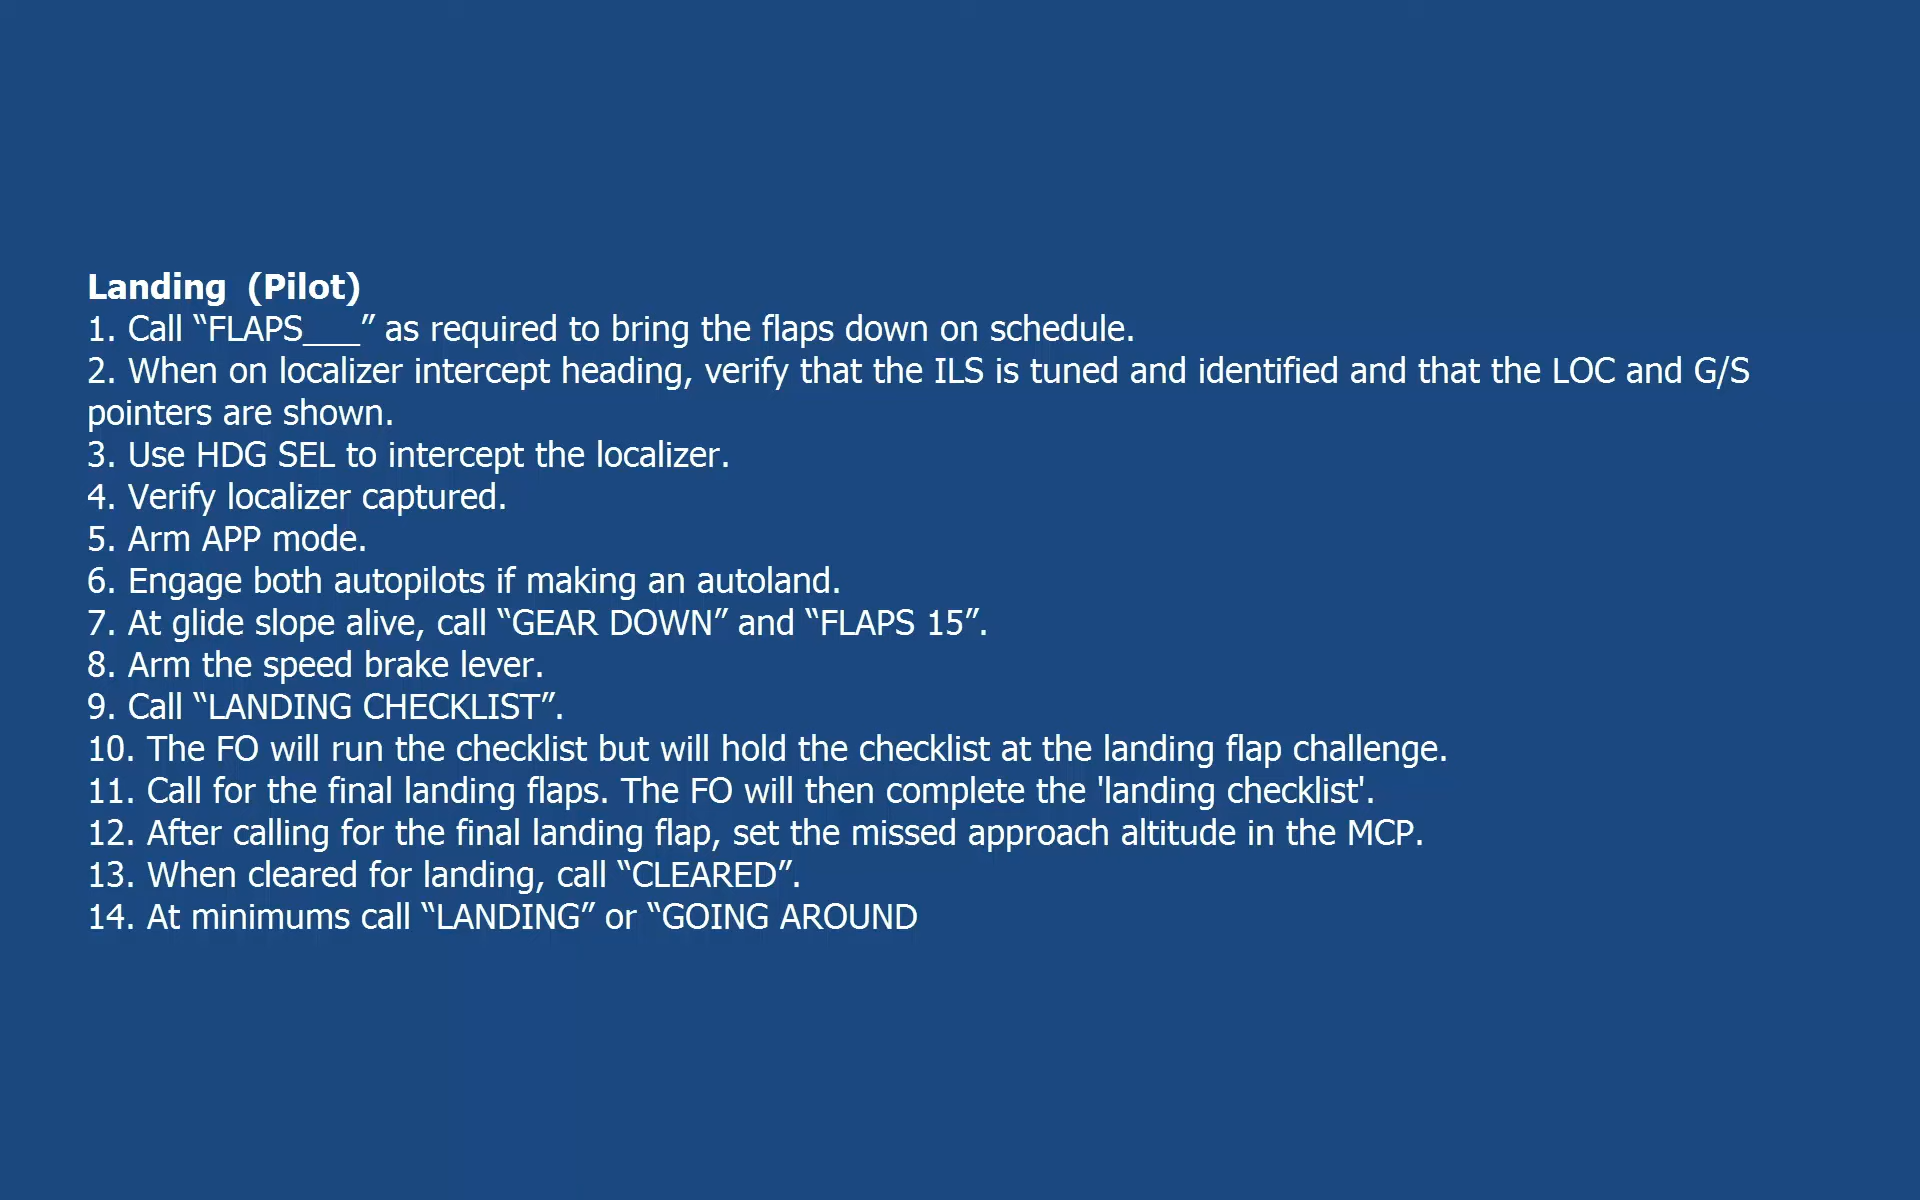 Landing  (Pilot)
1. Call “FLAPS___” as required to bring the flaps down on schedule.
2. When on localizer intercept heading, verify that the ILS is tuned and identified and that the LOC and G/S
pointers are shown.
3. Use HDG SEL to intercept the localizer.
4. Verify localizer captured.
5. Arm APP mode.
6. Engage both autopilots if making an autoland.
7. At glide slope alive, call “GEAR DOWN” and “FLAPS 15”.
8. Arm the speed brake lever.
9. Call “LANDING CHECKLIST”.
10. The FO will run the checklist but will hold the checklist at the landing flap challenge.
11. Call for the final landing flaps. The FO will then complete the 'landing checklist'.
12. After calling for the final landing flap, set the missed approach altitude in the MCP.
13. When cleared for landing, call “CLEARED”.
14. At minimums call “LANDING” or “GOING AROUND